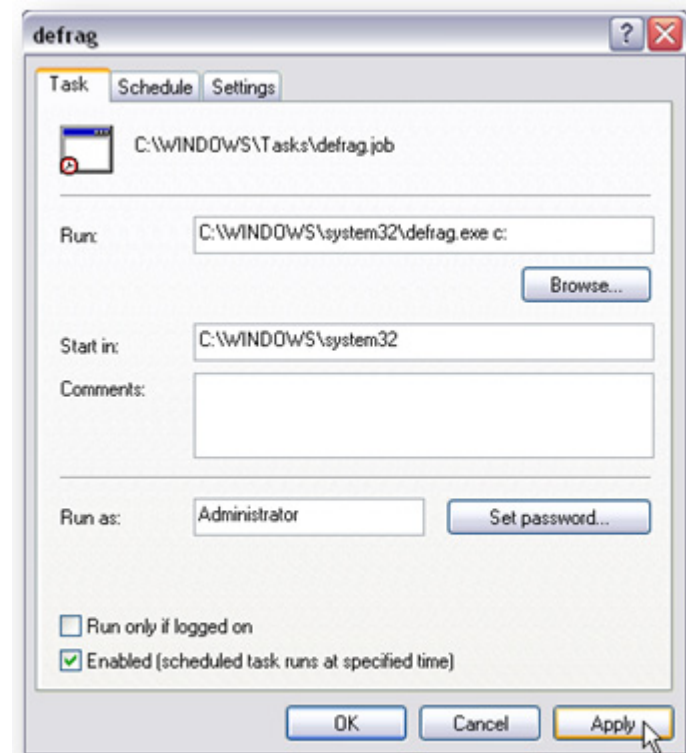 defrag
Task Schedule Settings
C:\WINDOWS\Tasks\defrag.job
Run: C:\WINDOWS\system32\defrag.exe c:
Browse...
Start in: C:\WINDOWS\system32
Comments:
Run as: Administrator Set password...
Run only if logged on
Enabled (scheduled task runs at specified time)
OK Cancel Apply